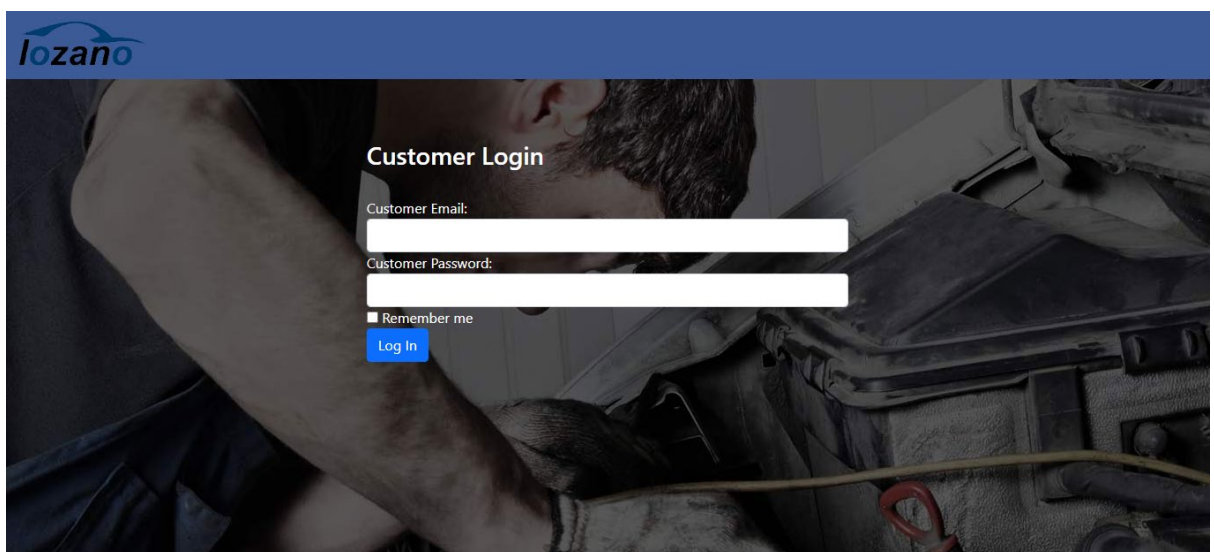 lozano
Customer Login
Customer Email:
Customer Password:
Remember me
Log In